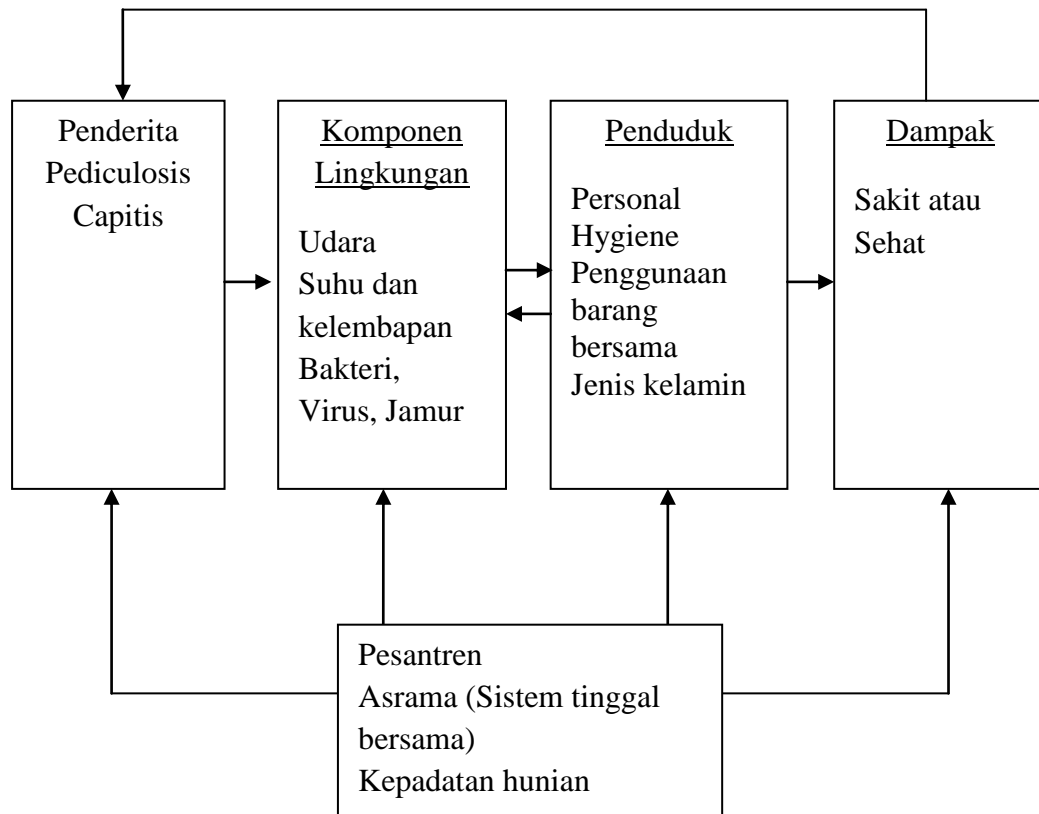 Penderita
Pediculosis
Capitis
Komponen
Lingkungan
Udara
Suhu dan
kelembapan
Bakteri,
Virus, Jamur
Penduduk
Personal
Hygiene
Penggunaan
barang
bersama
Jenis kelamin
Dampak
Sakit atau
Sehat
Pesantren
Asrama (Sistem tinggal
bersama)
Kepadatan hunian